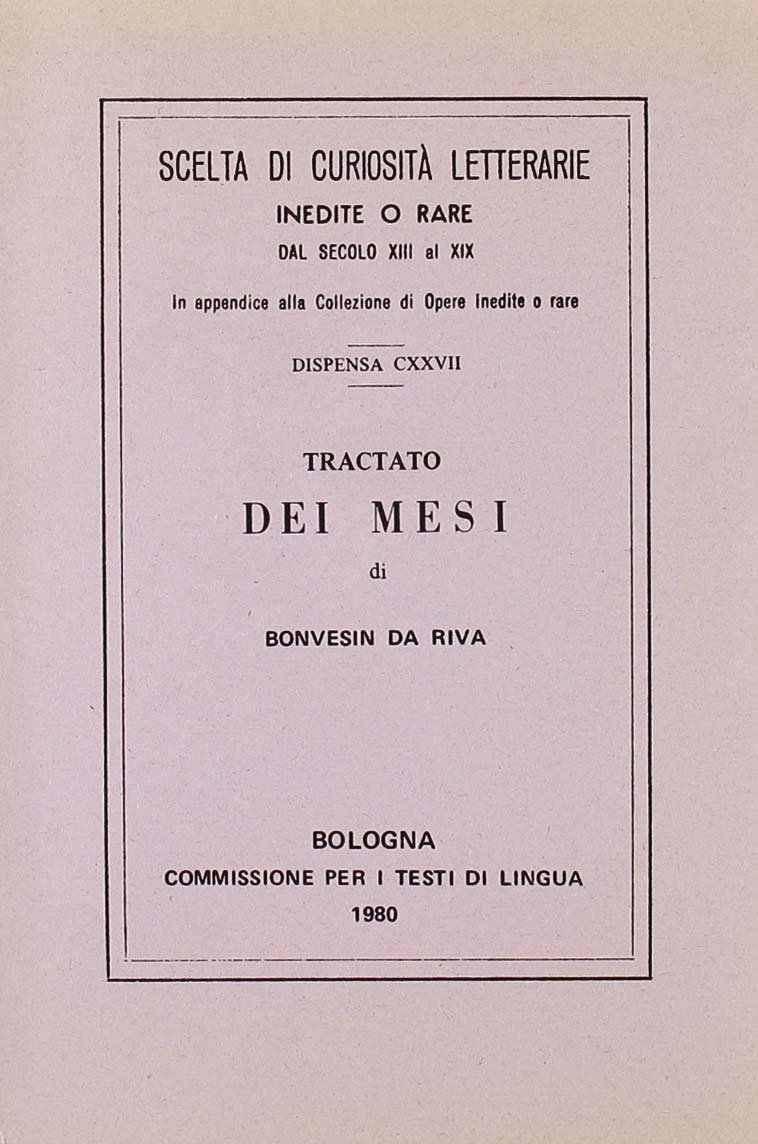 SCELTA DI CURIOSITÀ LETTERARIE
INEDITE O RARE
DAL SECOLO XIII al XIX
In appendice alla Collezione di Opere Inedite o rare
DISPENSA CXXVII
TRACTATO
DEI MESI
di
BONVESIN DA RIVA
BOLOGNA
COMMISSIONE PER I TESTI DI LINGUA
1980